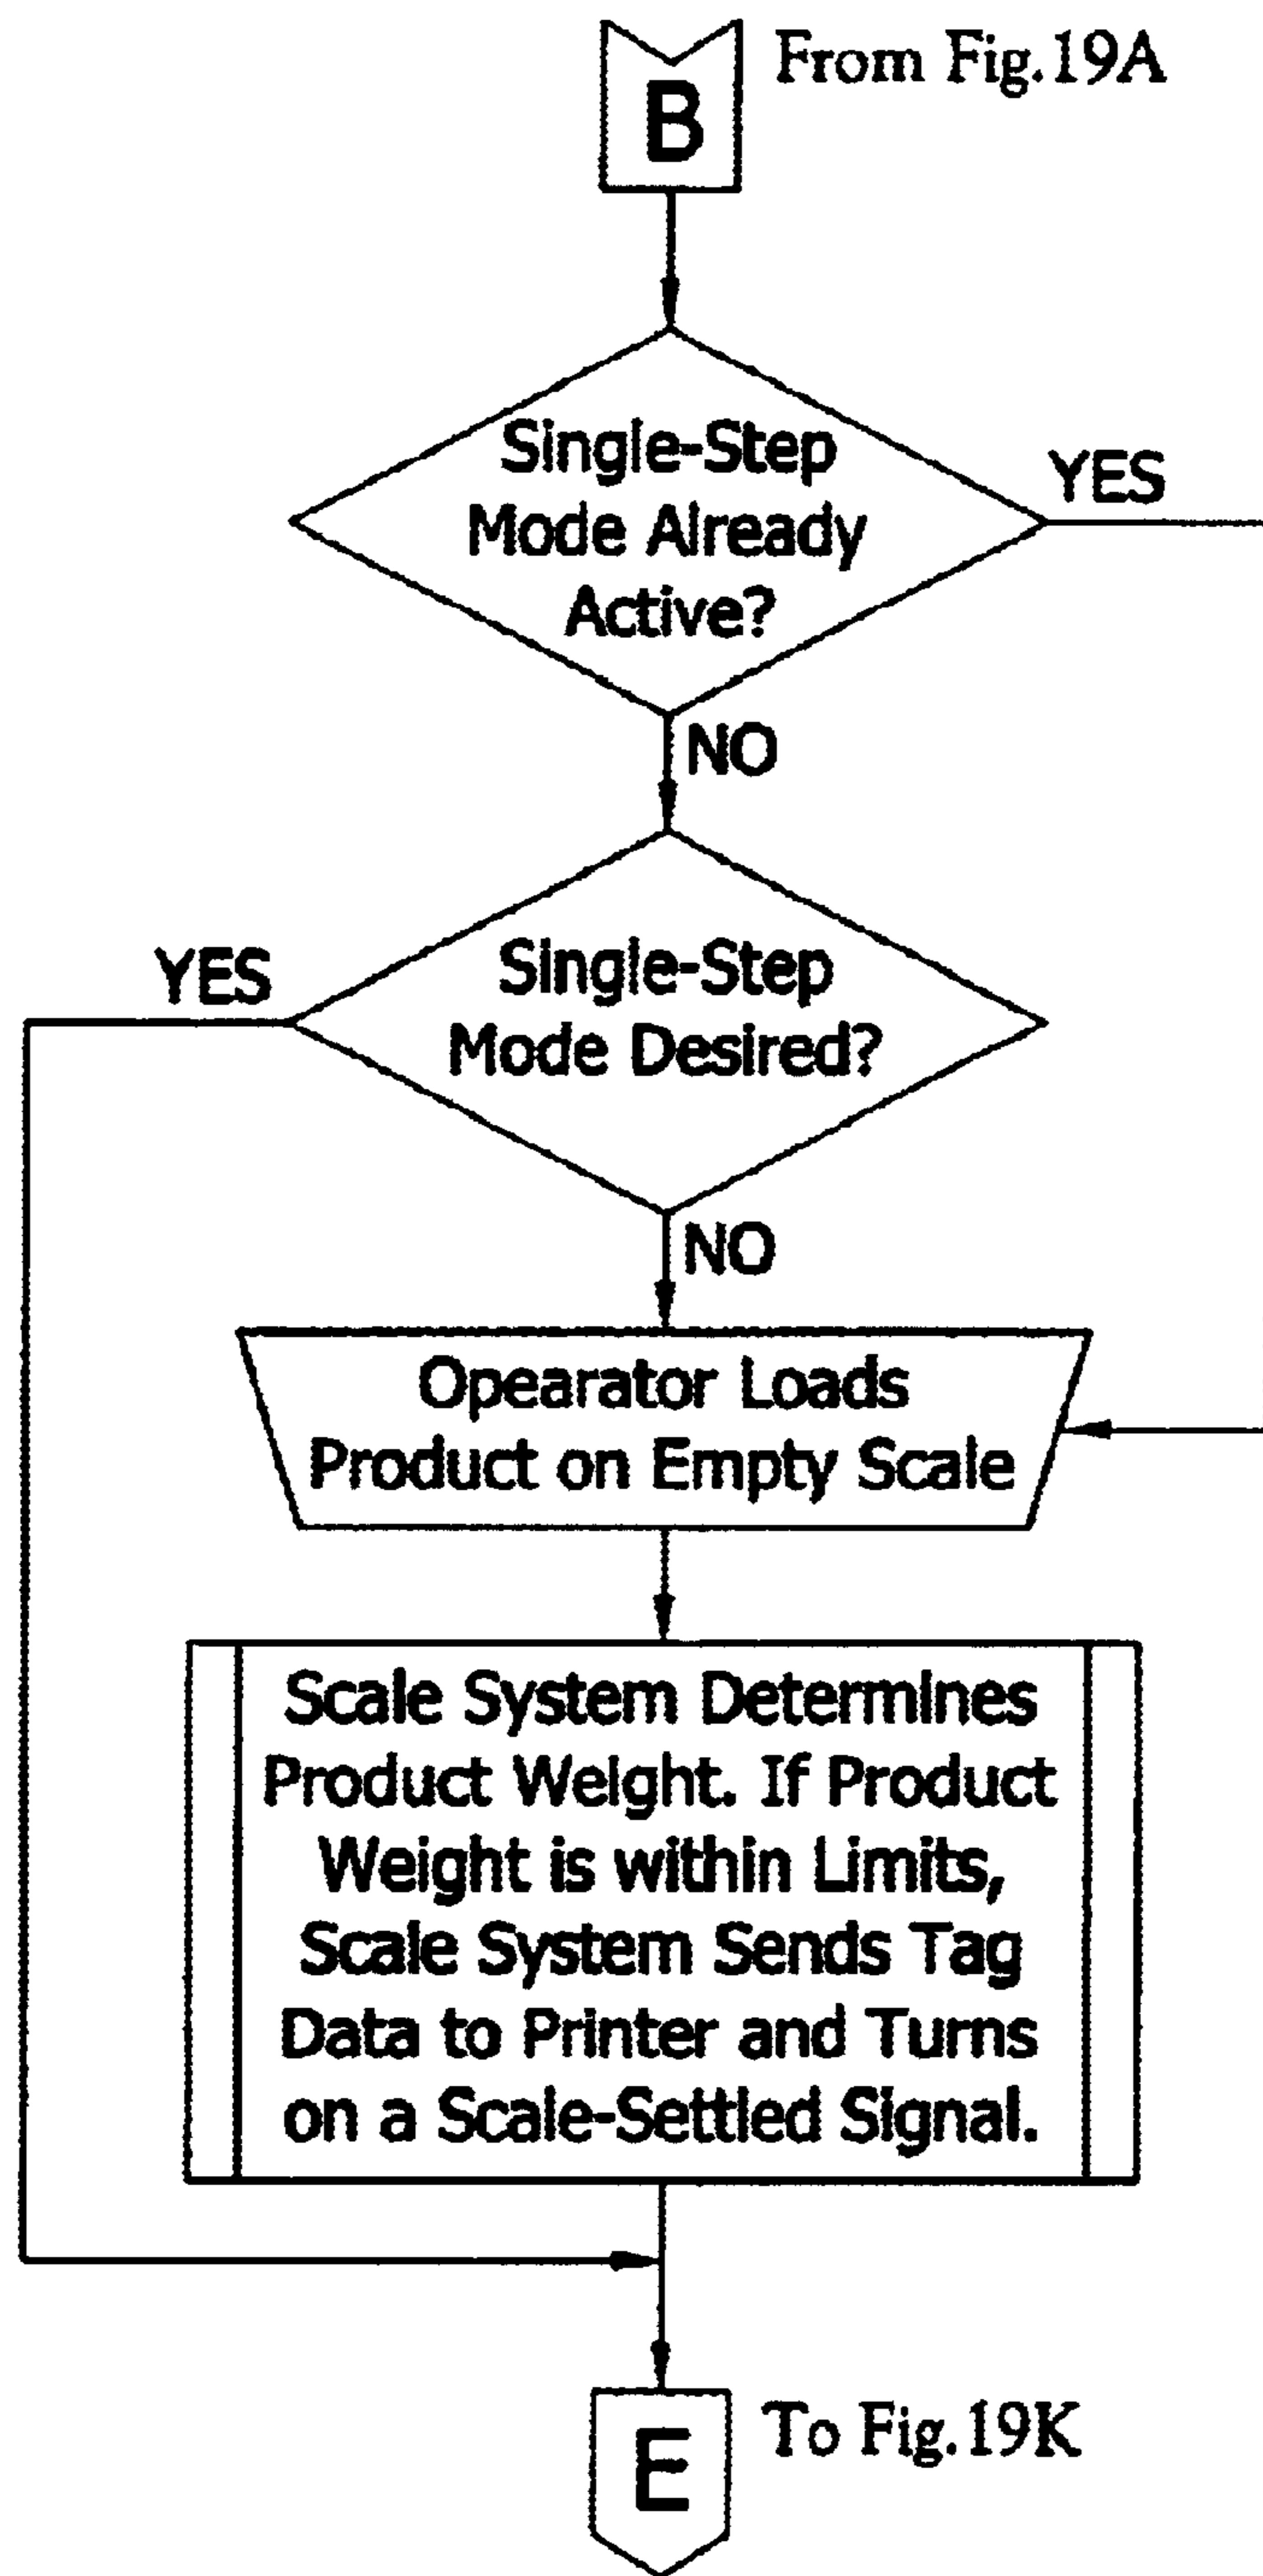 From Fig.19A
B
Single-Step
Mode Already
Active?
YES
NO
Single-Step
Mode Desired?
YES
NO
Opearator Loads
Product on Empty Scale
Scale System Determines
Product Weight. If Product
Weight is within Limits,
Scale System Sends Tag
Data to Printer and Turns
on a Scale-Settled Signal.
E
To Fig.19K